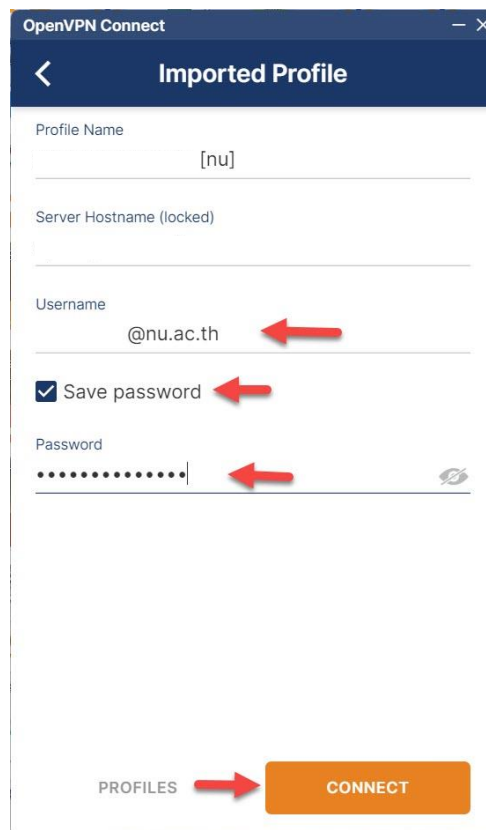 OpenVPN Connect
Imported Profile
Profile Name
[nu]
Server Hostname (locked)
Username
@nu.ac.th
Save password
Password
••••••••••••••
PROFILES
CONNECT